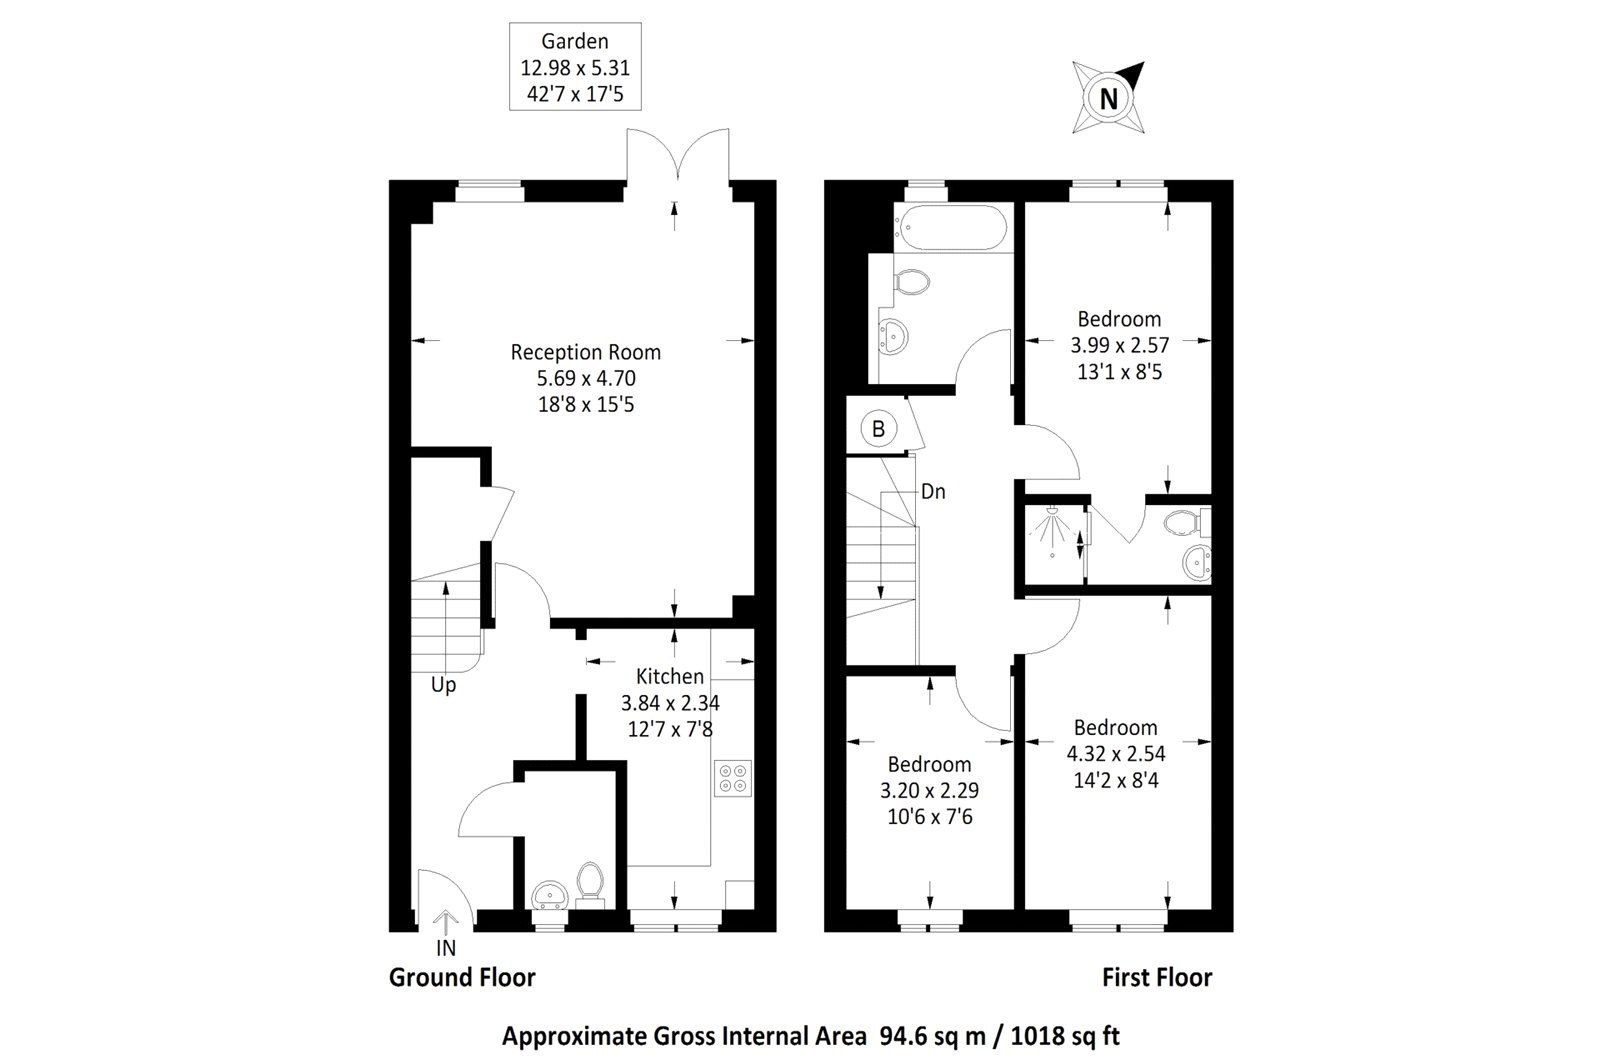 Garden
12.98 x 5.31
42'7 x 17'5
N
Reception Room
5.69 x 4.70
18'8 x 15'5
Up
Kitchen
3.84 x 2.34
12'7 x 7'8
IN
Ground Floor
Bedroom
3.99 x 2.57
13'1 x 8'5
B
Dn
Bedroom
3.20 x 2.29
10'6 x 7'6
Bedroom
4.32 x 2.54
14'2 x 8'4
First Floor
Approximate Gross Internal Area 94.6 sq m / 1018 sq ft